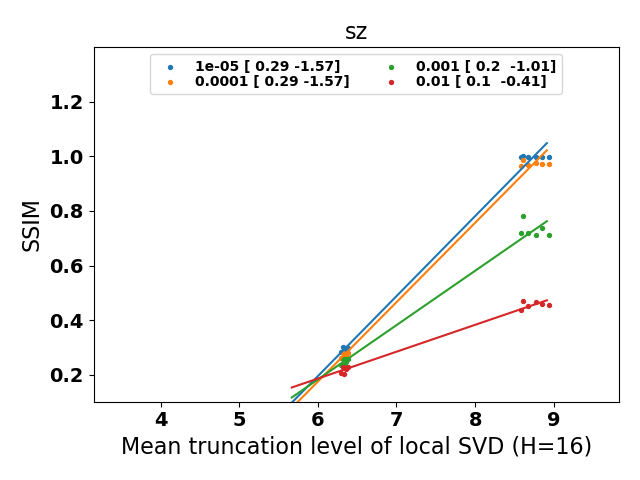 sz
1e-05 [ 0.29 -1.57]
0.0001 [ 0.29 -1.57]
0.001 [ 0.2  -1.01]
0.01 [ 0.1  -0.41]
SSIM
1.2
1.0
0.8
0.6
0.4
0.2
4 5 6 7 8 9
Mean truncation level of local SVD (H=16)